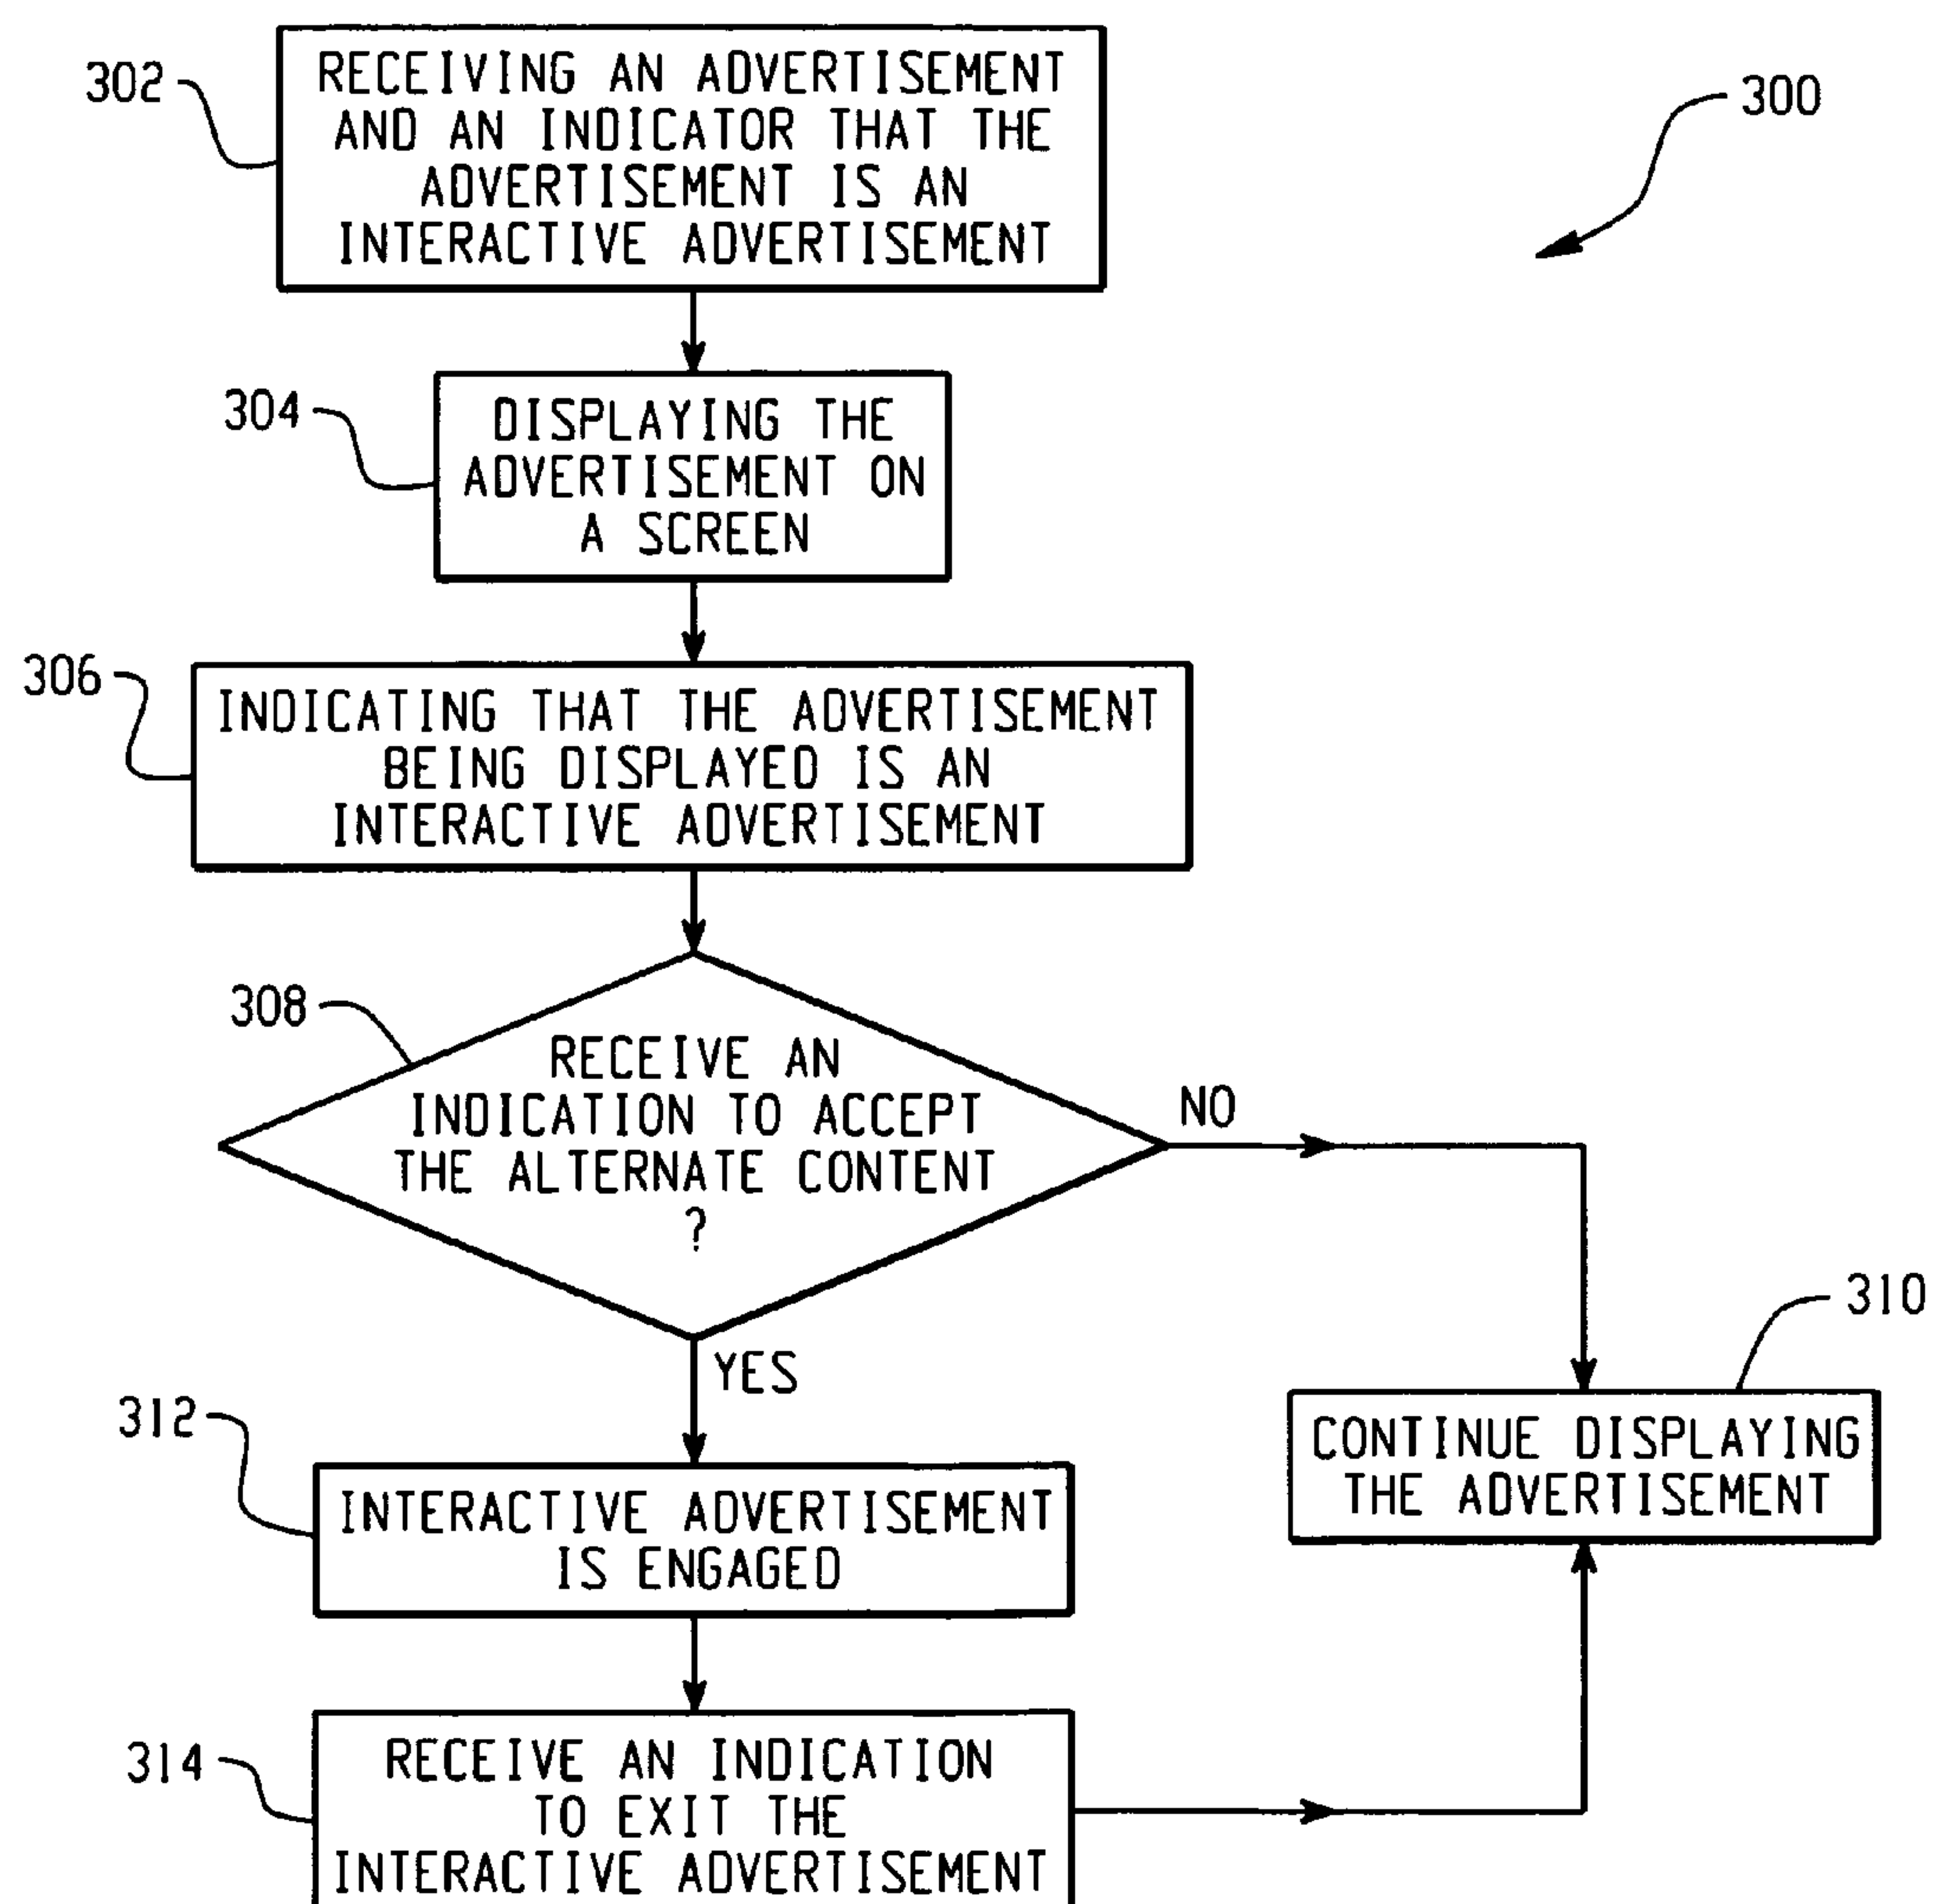 302
RECEIVING AN ADVERTISEMENT
AND AN INDICATOR THAT THE
ADVERTISEMENT IS AN
INTERACTIVE ADVERTISEMENT
300
304
DISPLAYING THE
ADVERTISEMENT ON
A SCREEN
306
INDICATING THAT THE ADVERTISEMENT
BEING DISPLAYED IS AN
INTERACTIVE ADVERTISEMENT
308
RECEIVE AN
INDICATION TO ACCEPT
THE ALTERNATE CONTENT
?
NO
YES
310
CONTINUE DISPLAYING
THE ADVERTISEMENT
312
INTERACTIVE ADVERTISEMENT
IS ENGAGED
314
RECEIVE AN INDICATION
TO EXIT THE
INTERACTIVE ADVERTISEMENT